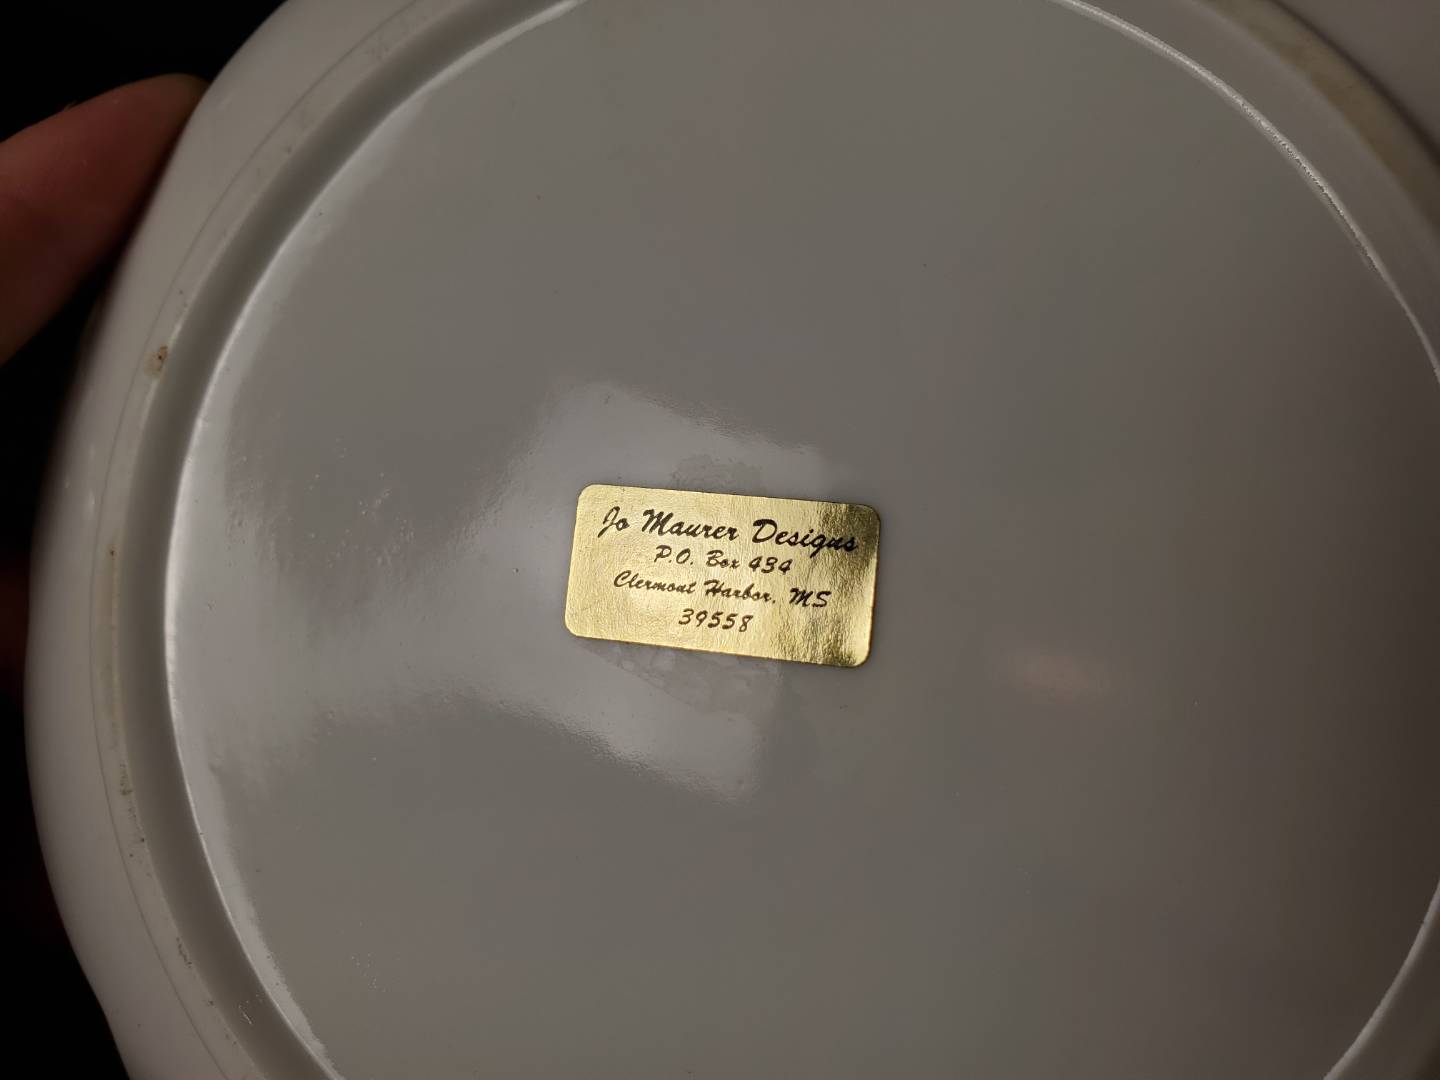 Jo Maurer Designs
P.O. Box 434
Clermont Harbor, MS
39558